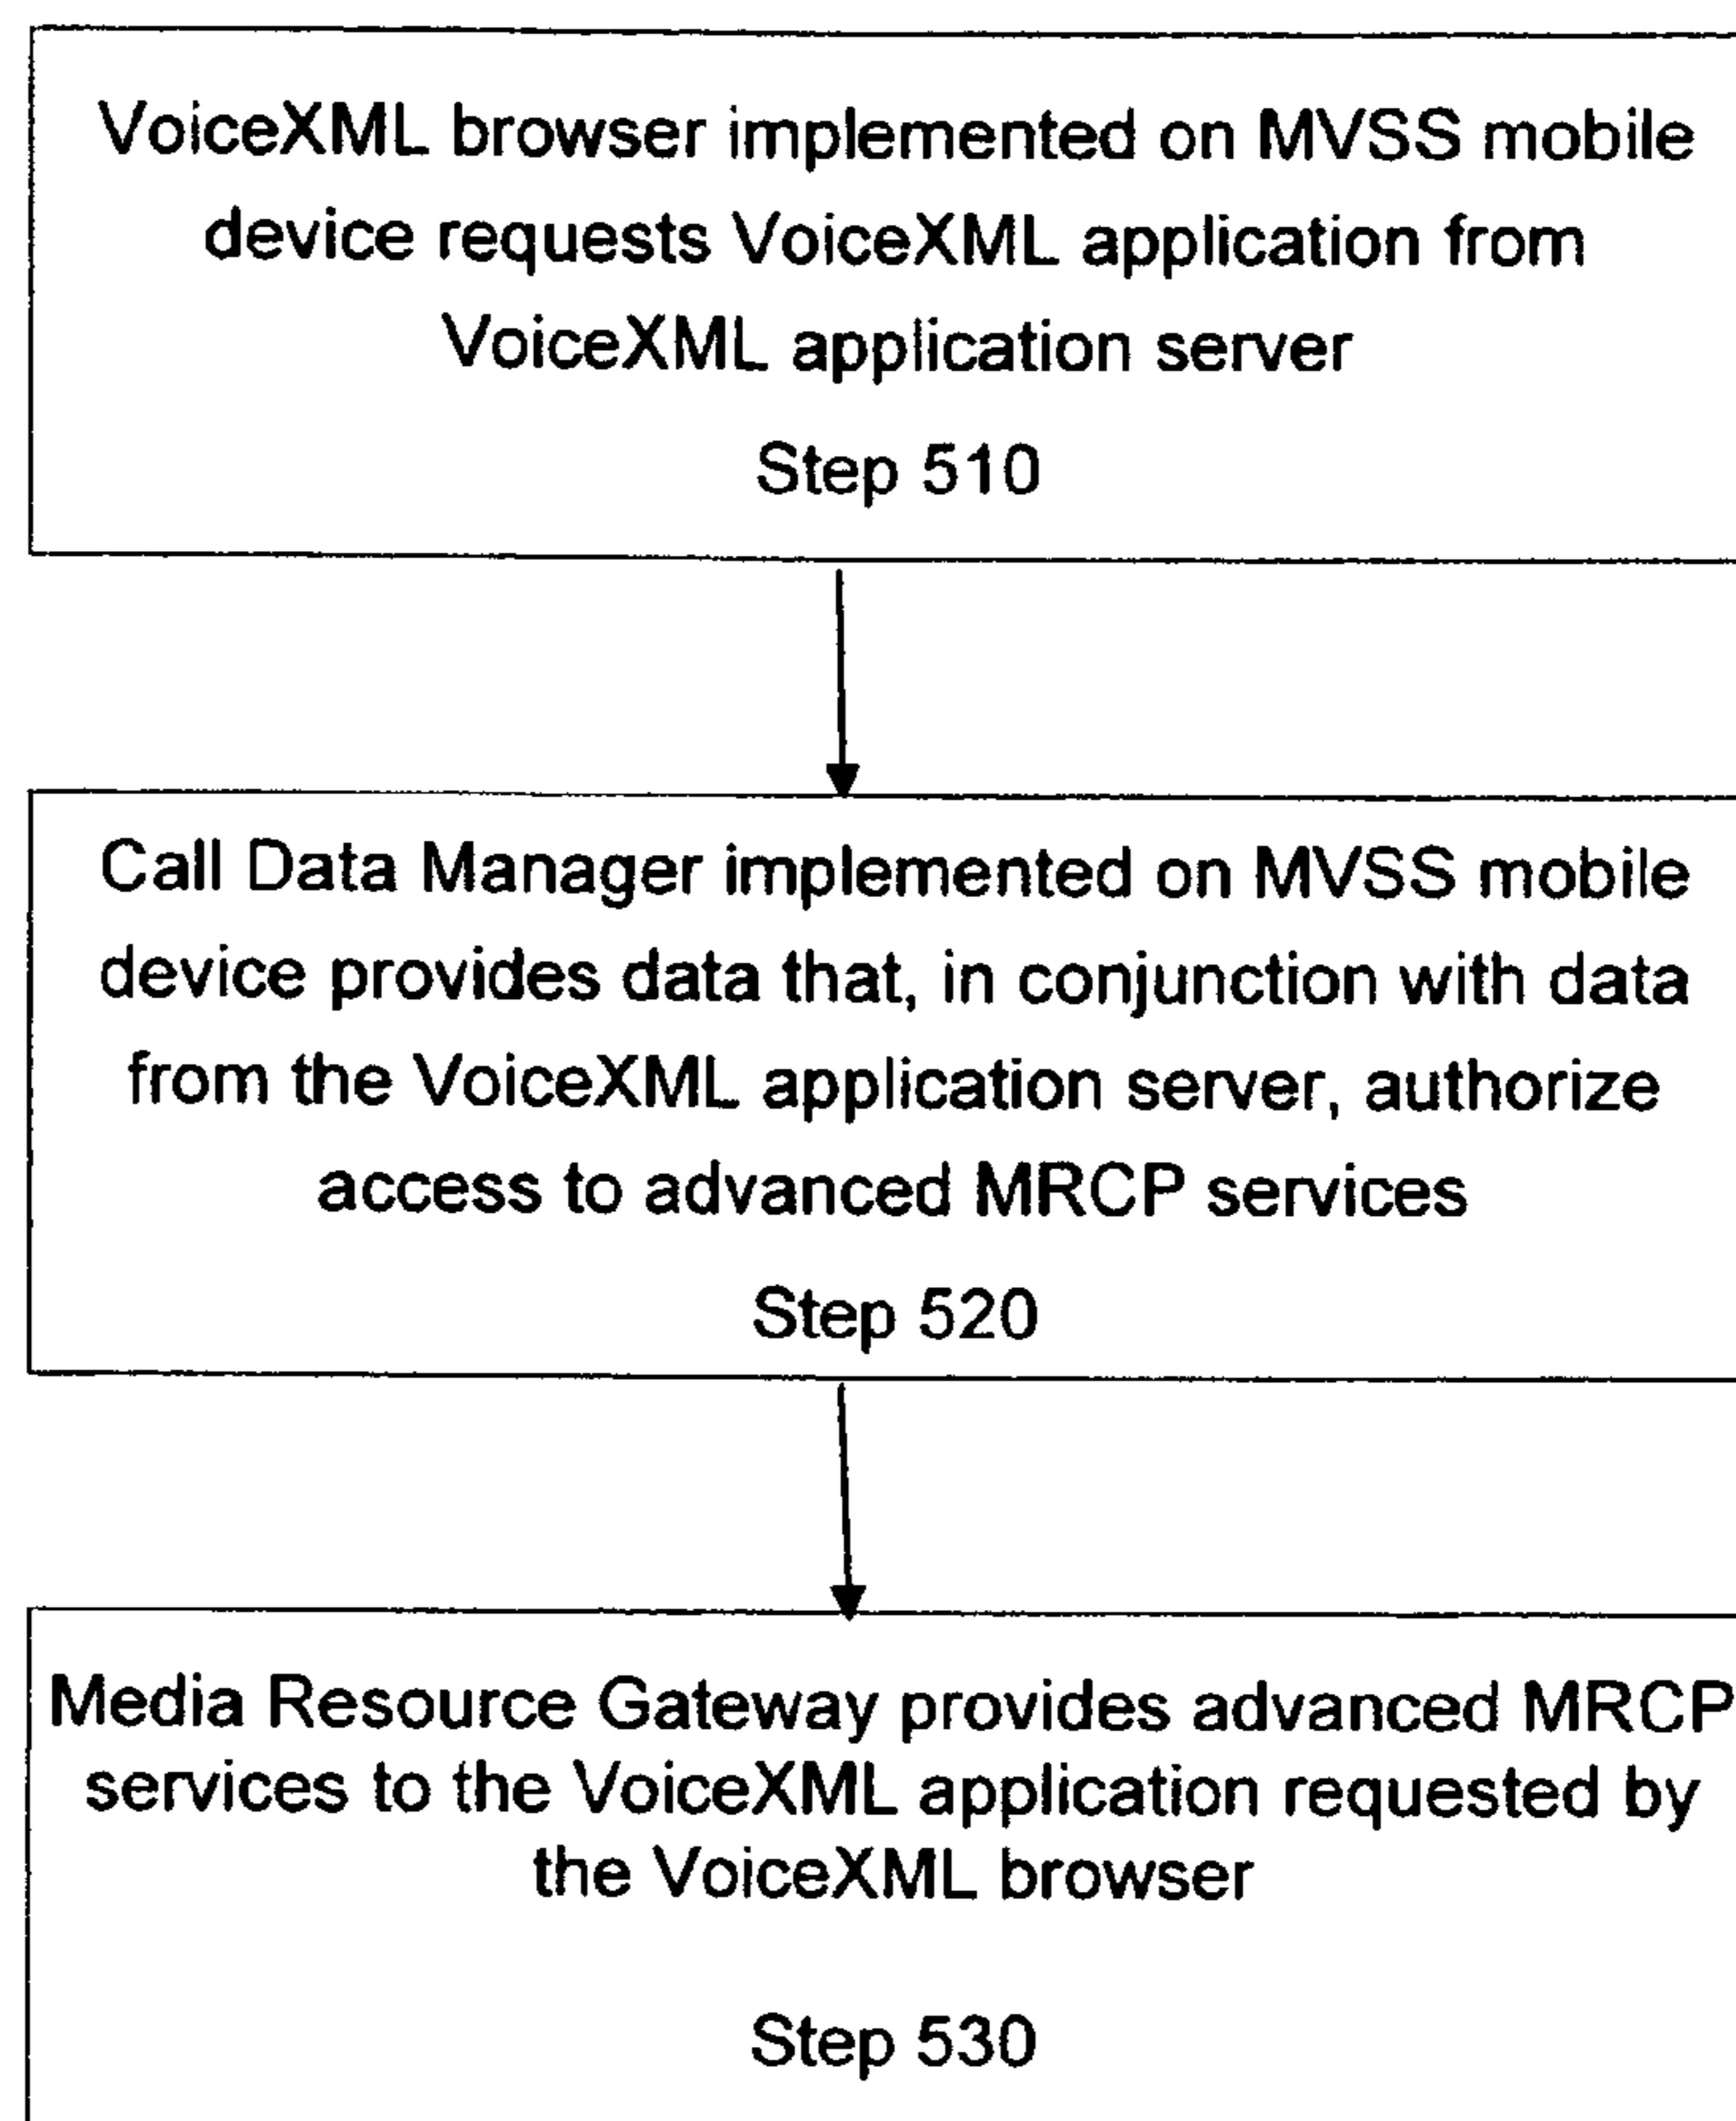 VoiceXML browser implemented on MVSS mobile
device requests VoiceXML application from
VoiceXML application server
Step 510
Call Data Manager implemented on MVSS mobile
device provides data that, in conjunction with data
from the VoiceXML application server, authorize
access to advanced MRCP services
Step 520
Media Resource Gateway provides advanced MRCP
services to the VoiceXML application requested by
the VoiceXML browser
Step 530